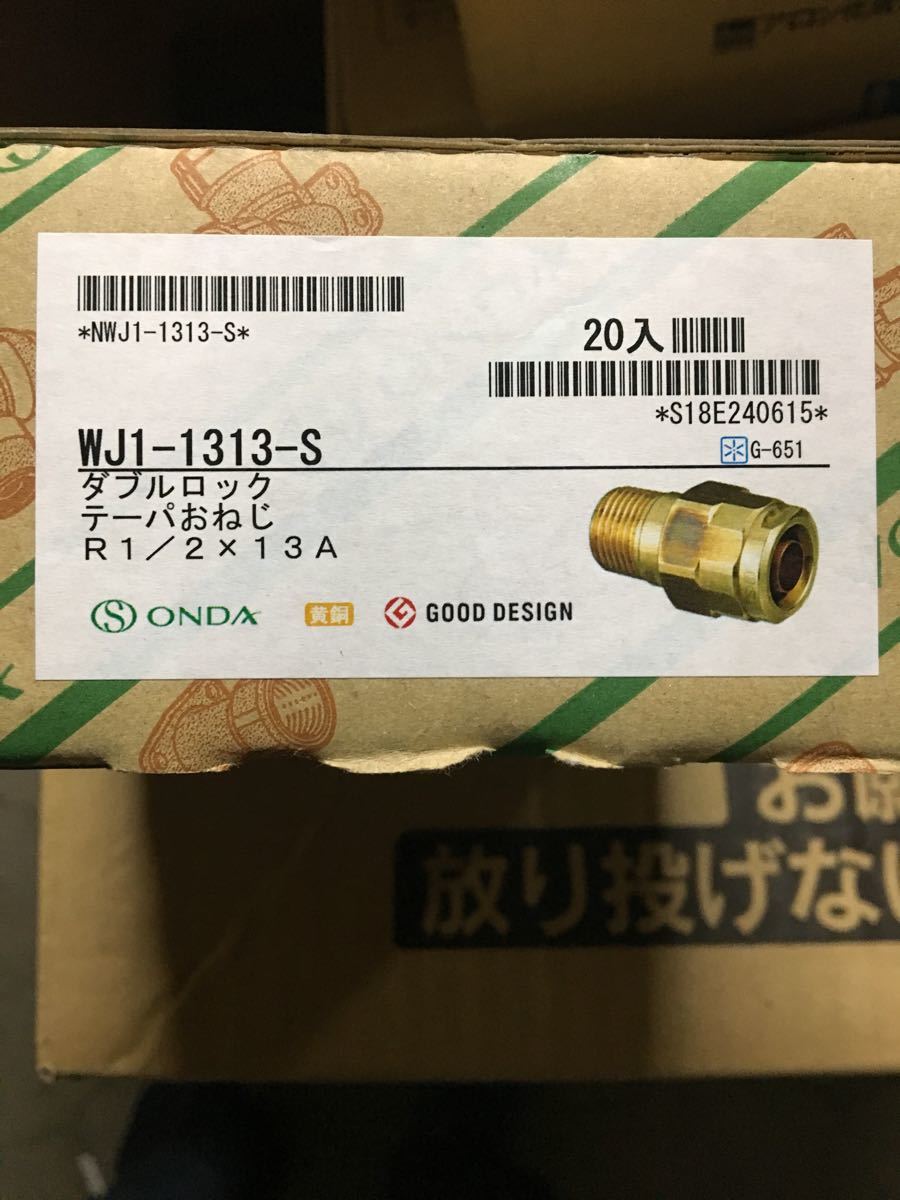 *NWJ1-1313-S*
20入
*S18E240615*
WJ1-1313-S
G-651
ダブルロック
テーパおねじ
R1/2×13A
ONDA
黄銅
GOOD DESIGN
放り投げない